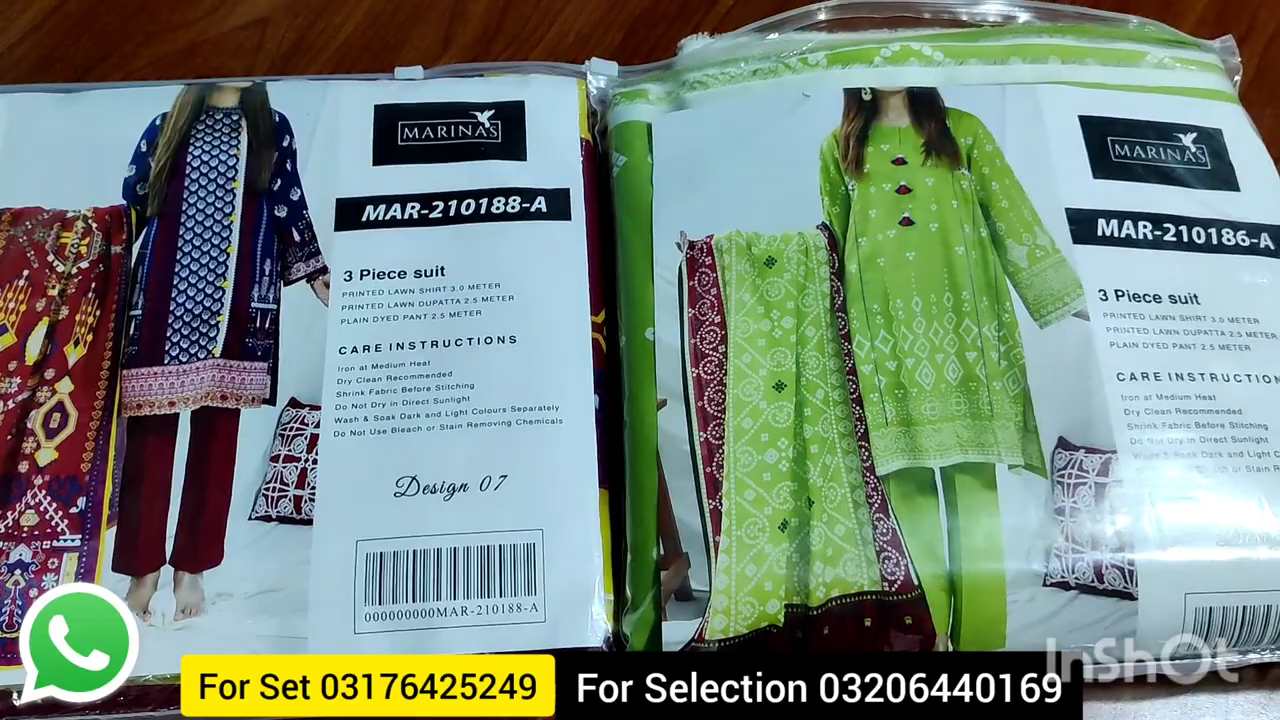 MARINAS
MAR-210188-A
3 Piece suit
PRINTED LAWN SHIRT 3.0 METER
PRINTED LAWN DUPATTA 2.5 METER
PLAIN DYED PANT 2.5 METER
CARE INSTRUCTIONS
Iron at Medium Heat
Dry Clean Recommended
Shrink Fabric Before Stitching
Do Not Dry in Direct Sunlight
Wash & Soak Dark and Light Colours Separately
Do Not Use Bleach or Stain Removing Chemicals
Design 07
000000000MAR-210188-A
MARINAS
MAR-210186-A
3 Piece suit
PRINTED LAWN SHIRT 3.0 METER
PRINTED LAWN DUPATTA 2.5 METER
PLAIN DYED PANT 2.5 METER
CARE INSTRUCTION
Iron at Medium Heat
Dry Clean Recommended
Shrink Fabric Before Stitching
Do Not Dry in Direct Sunlight
Dark and Light C
or Stain R
For Set 03176425249
For Selection 03206440169
InShOt